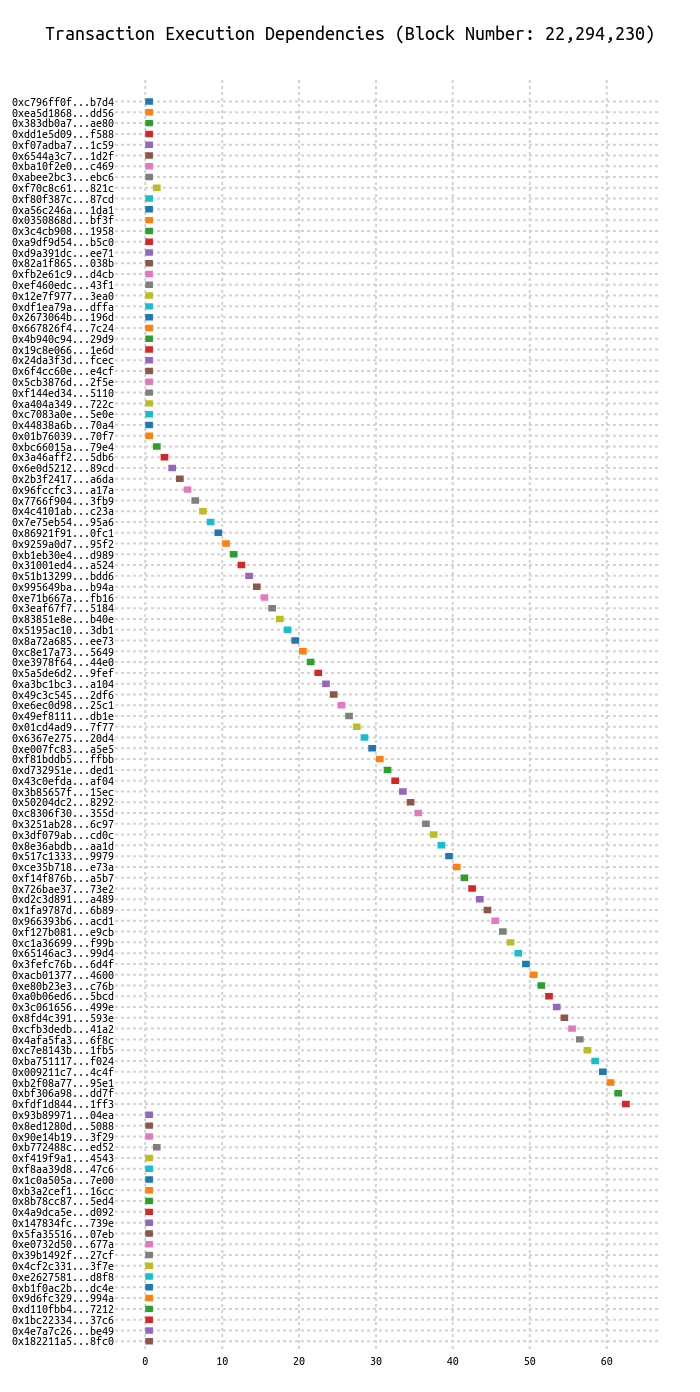 Transaction Execution Dependencies (Block Number: 22,294,230)
0xc796ff0f...b7d4
0xea5d1868...dd56
0x383db0a7...ae80
0xdd1e5d09...f588
0xf07adba7...1c59
0x6544a3c7...1d2f
0xba10f2e0...c469
0xabee2bc3...ebc6
0xf70c8c61...821c
0xf80f387c...87cd
0xa56c246a...1da1
0x0350868d...bf3f
0x3c4cb908...1958
0xa9df9d54...b5c0
0xd9a391dc...ee71
0x82a1f865...038b
0xfb2e61c9...d4cb
0xef460edc...43f1
0x12e7f977...3ea0
0xdf1ea79a...dffa
0x2673064b...196d
0x667826f4...7c24
0x4b940c94...29d9
0x19c8e066...1e6d
0x24da3f3d...fcec
0x6f4cc60e...e4cf
0x5cb3876d...2f5e
0xf144ed34...5110
0xa404a349...722c
0xc7083a0e...5e0e
0x44838a6b...70a4
0x01b76039...70f7
0xbc66015a...79e4
0x3a46aff2...5db6
0x6e0d5212...89cd
0x2b3f2417...a6da
0x96fccfc3...a17a
0x7766f904...3fb9
0x4c4101ab...c23a
0x7e75eb54...95a6
0x86921f91...0fc1
0x9259a0d7...95f2
0xb1eb30e4...d989
0x31001ed4...a524
0x51b13299...bdd6
0x995649ba...b94a
0xe71b667a...fb16
0x3eaf67f7...5184
0x83851e8e...b40e
0x5195ac10...3db1
0x8a72a685...ee73
0xc8e17a73...5649
0xe3978f64...44e0
0x5a5de6d2...9fef
0xa3bc1bc3...a104
0x49c3c545...2df6
0xe6ec0d98...25c1
0x49ef8111...db1e
0x01cd4ad9...7f77
0x6367e275...20d4
0xe007fc83...a5e5
0xf81bddb5...ffbb
0xd732951e...ded1
0x43c0efda...af04
0x3b85657f...15ec
0x50204dc2...8292
0xc8306f30...355d
0x3251ab28...6c97
0x3df079ab...cd0c
0x8e36abdb...aa1d
0x517c1333...9979
0xce35b718...e73a
0xf14f876b...a5b7
0x726bae37...73e2
0xd2c3d891...a489
0x1fa9787d...6b89
0x966393b6...acd1
0xf127b081...e9cb
0xc1a36699...f99b
0x65146ac3...99d4
0x3fefc76b...6d4f
0xacb01377...4600
0xe80b23e3...c76b
0xa0b06ed6...5bcd
0x3c061656...499e
0x8fd4c391...593e
0xcfb3dedb...41a2
0x4afa5fa3...6f8c
0xc7e8143b...1fb5
0xba751117...f024
0x009211c7...4c4f
0xb2f08a77...95e1
0xbf306a98...dd7f
0xfdf1d844...1ff3
0x93b89971...04ea
0x8ed1280d...5088
0x90e14b19...3f29
0xb772488c...ed52
0xf419f9a1...4543
0xf8aa39d8...47c6
0x1c0a505a...7e00
0xb3a2cef1...16cc
0x8b78cc87...5ed4
0x4a9dca5e...d092
0x147834fc...739e
0x5fa35516...07eb
0xe0732d50...677a
0x39b1492f...27cf
0x4cf2c331...3f7e
0xe2627581...d8f8
0xb1f0ac2b...dc4e
0x9d6fc329...994a
0xd110fbb4...7212
0x1bc22334...37c6
0x4e7a7c26...be49
0x182211a5...8fc0
0 10 20 30 40 50 60